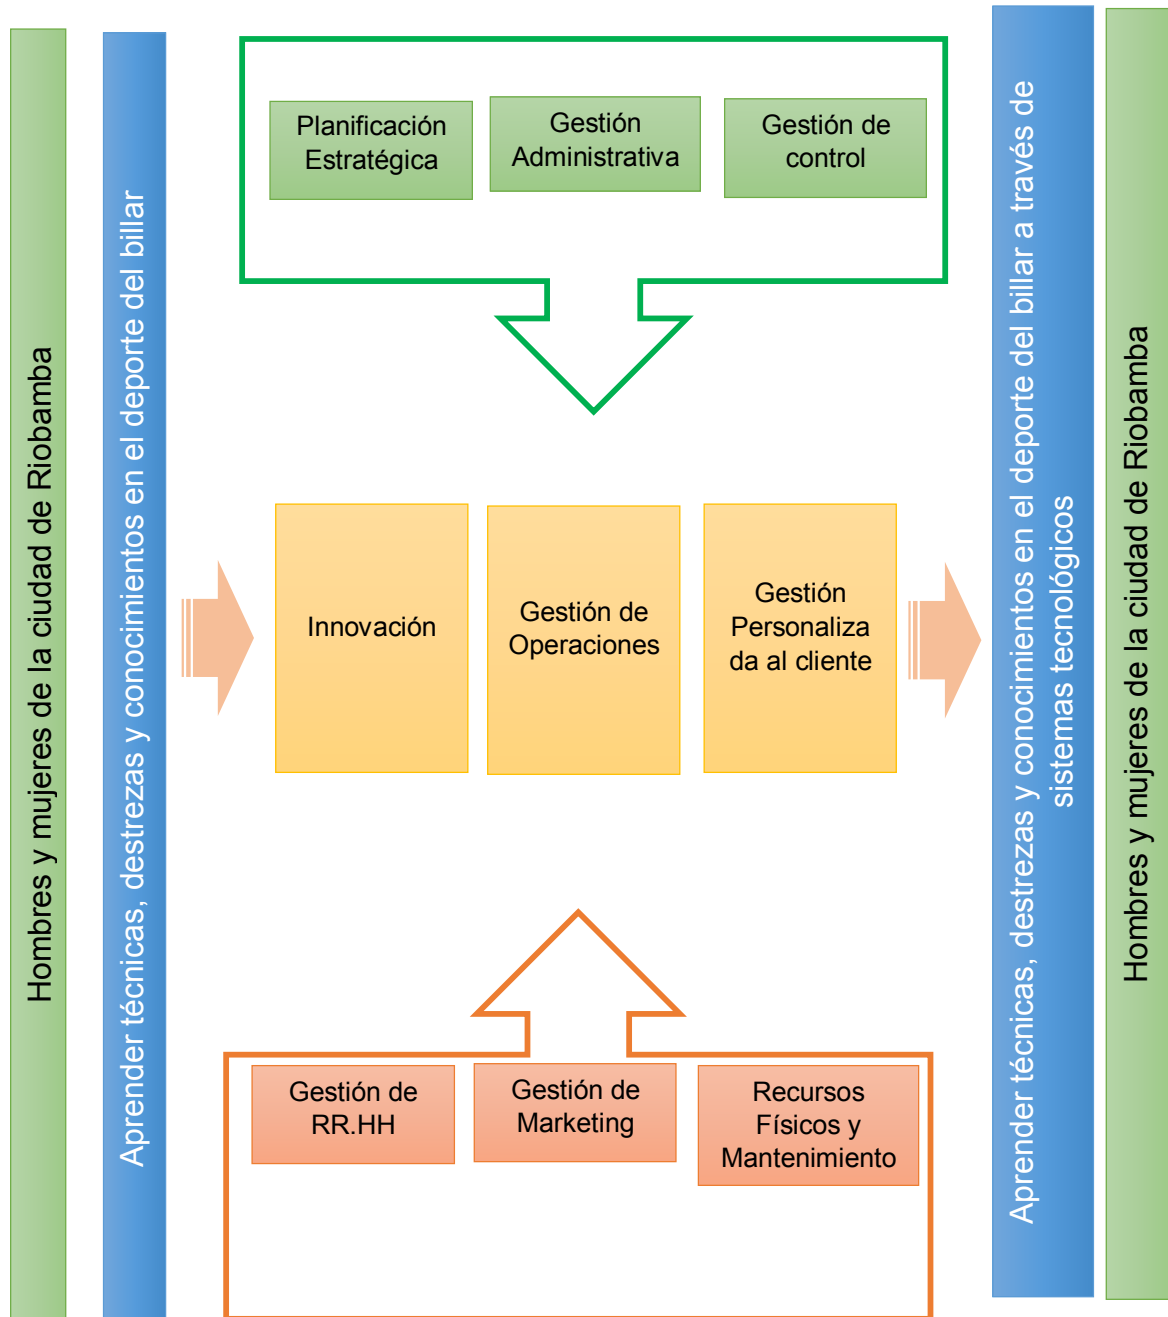 Hombres y mujeres de la ciudad de Riobamba
Aprender técnicas, destrezas y conocimientos en el deporte del billar
Planificación
Estratégica
Gestión
Administrativa
Gestión de
control
Innovación
Gestión de
Operaciones
Gestión
Personaliza
da al cliente
Gestión de
RR.HH
Gestión de
Marketing
Recursos
Físicos y
Mantenimiento
Aprender técnicas, destrezas y conocimientos en el deporte del billar a través de
sistemas tecnológicos
Hombres y mujeres de la ciudad de Riobamba